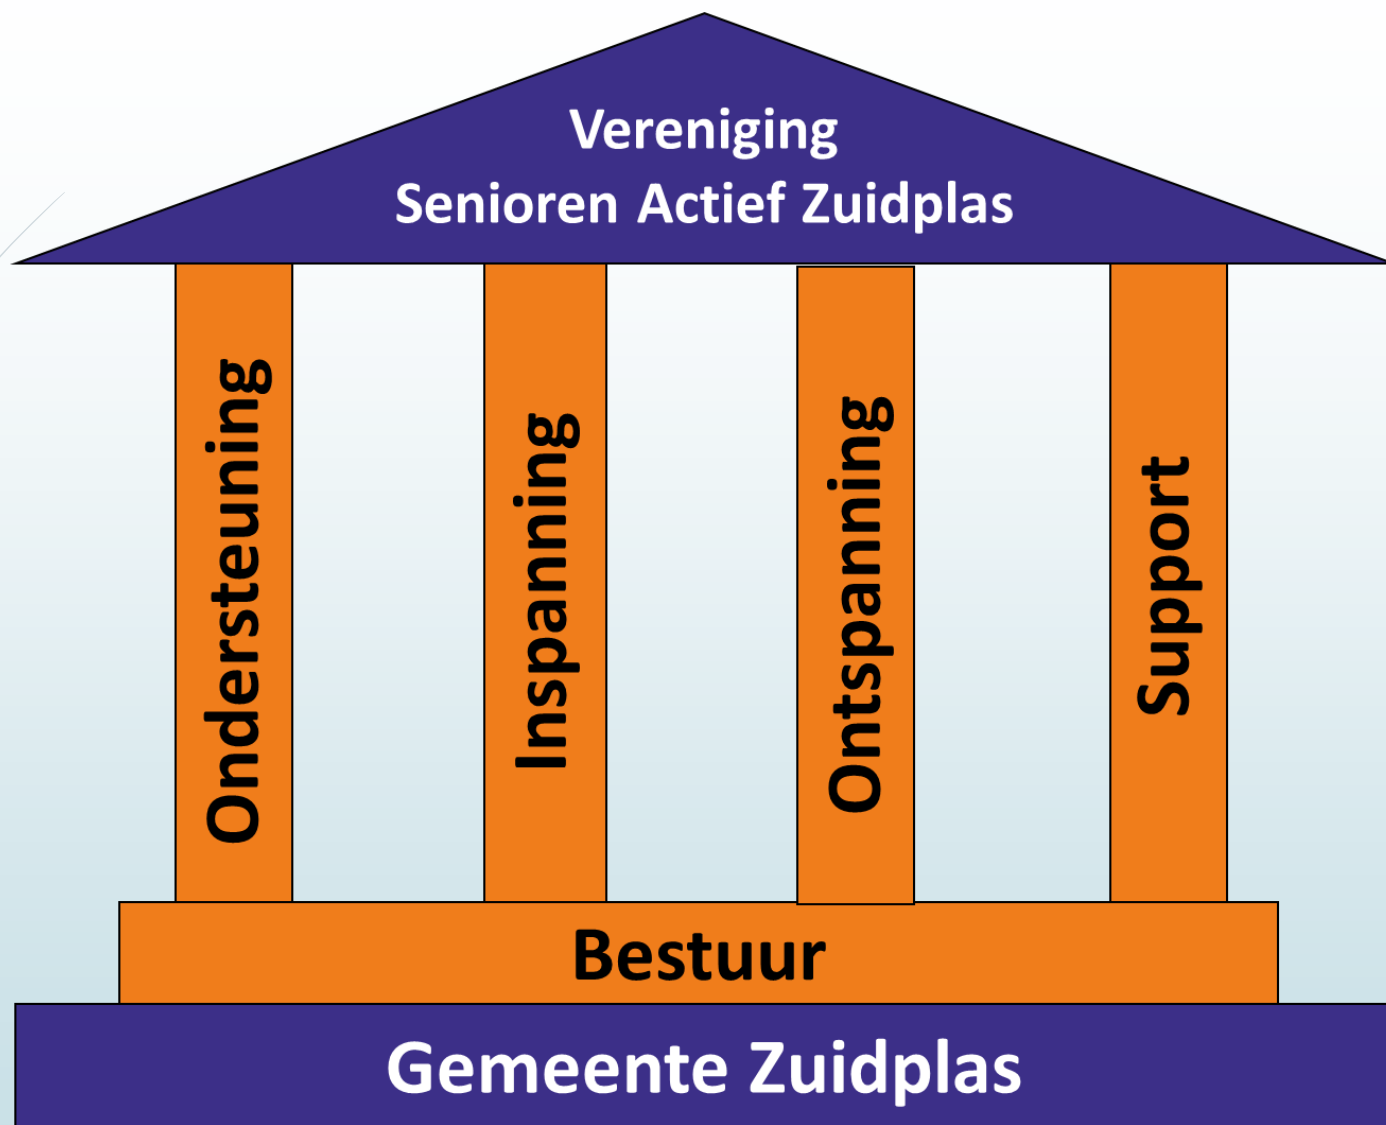 Vereniging
Senioren Actief Zuidplas
Ondersteuning
Inspanning
Ontspanning
Support
Bestuur
Gemeente Zuidplas